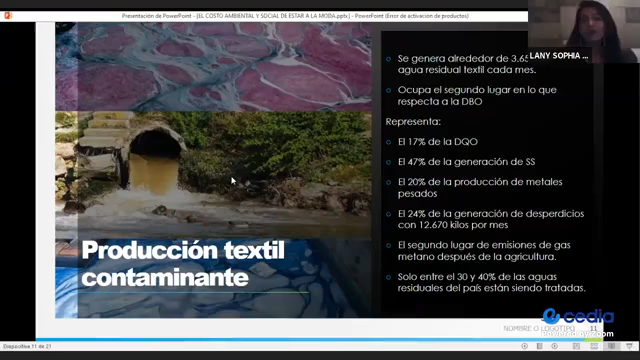 Presentación de PowerPoint - [EL COSTO AMBIENTAL Y SOCIAL DE ESTAR A LA MODA.pptx] - PowerPoint (Error de activación de productos)
LANY SOPHIA ...
Se genera alrededor de
agua residual textil cada mes.
Ocupa el segundo lugar en lo que
respecta a la DBO
Representa:
El 17% de la DQO
El 47% de la generación de SS
El 20% de la producción de metales
pesados
El 24% de la generación de desperdicios
con 12.670 kilos por mes
El segundo lugar de emisiones de gas
metano después de la agricultura.
Solo entre el 30 y 40% de las aguas
residuales del país están siendo tratadas.
Producción textil
contaminante
cedia
NOMBRE O LOGOTIPO 11
Diapositiva 11 de 21